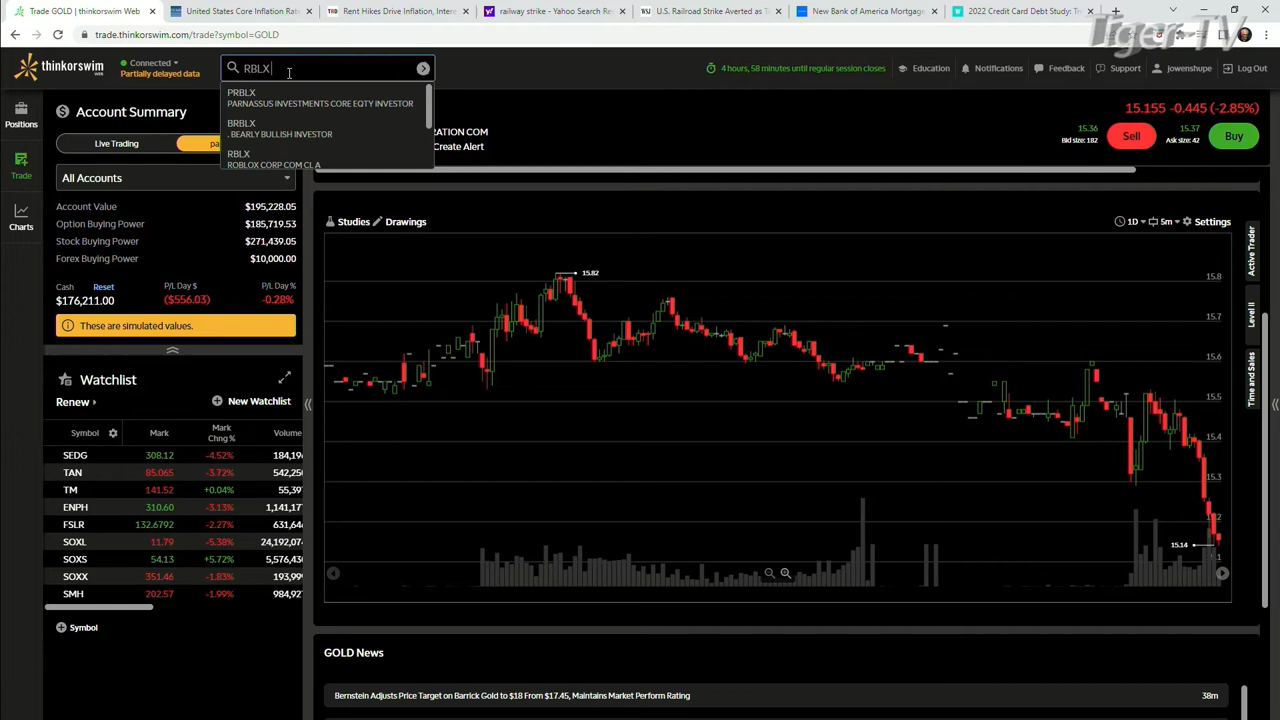 Trade GOLD | thinkorswim Web
United States Core Inflation Rat
Rent Hikes Drive Inflation, Intere
railway strike - Yahoo Search Re
U.S. Railroad Strike Averted as T
New Bank of America Mortgage
2022 Credit Card Debt Study: Tr
Tiger TV
trade.thinkorswim.com/trade?symbol=GOLD
thinkorswim
WEB
Connected
Partially delayed data
RBLX
4 hours, 58 minutes until regular session closes
Education
Notifications
Feedback
Support
jowenshupe
Log Out
PRBLX
PARNASSUS INVESTMENTS CORE EQTY INVESTOR
BRBLX
. BEARLY BULLISH INVESTOR
RBLX
ROBLOX CORP COM CL A
Positions
Trade
Charts
Account Summary
Live Trading
pa
All Accounts
Account Value $195,228.05
Option Buying Power $185,719.53
Stock Buying Power $271,439.05
Forex Buying Power $10,000.00
Cash Reset P/L Day $ P/L Day %
$176,211.00 ($556.03) -0.28%
These are simulated values.
RATION COM
Create Alert
15.155 -0.445 (-2.85%)
15.36
Bid size: 182
Sell
15.37
Ask size: 42
Buy
Studies
Drawings
1D
5m
Settings
15.82
15.8
15.7
15.6
15.5
15.4
15.3
15.14
Active Trader
Level II
Time and Sales
Watchlist
Renew
New Watchlist
Symbol Mark Mark Chng % Volume
SEDG 308.12 -4.52% 184,19
TAN 85.065 -3.72% 542,25
TM 141.52 +0.04% 55,39
ENPH 310.60 -3.13% 1,141,17
FSLR 132.6792 -2.27% 631,64
SOXL 11.79 -5.38% 24,192,07
SOXS 54.13 +5.72% 5,576,43
SOXX 351.46 -1.83% 193,99
SMH 202.57 -1.99% 984,92
Symbol
GOLD News
Bernstein Adjusts Price Target on Barrick Gold to $18 From $17.45, Maintains Market Perform Rating
38m